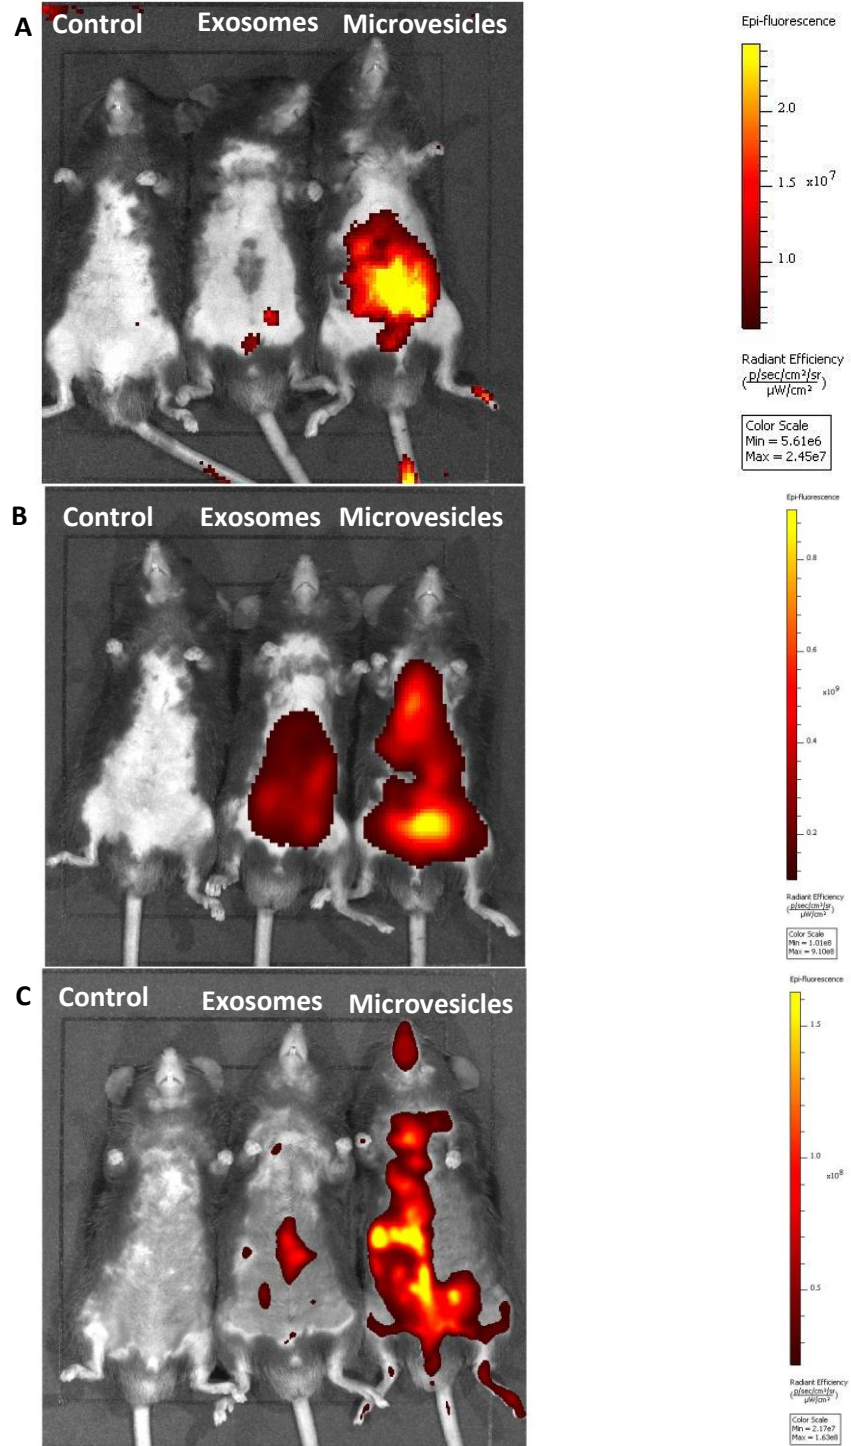 A
Control Exosomes Microvesicles
Epi-fluorescence
2.0
1.5 x10⁷
1.0
Radiant Efficiency
(p/sec/cm²/sr
µW/cm²)
Color Scale
Min = 5.61e6
Max = 2.45e7
B
Control Exosomes Microvesicles
Epi-fluorescence
0.8
0.6
x10⁹
0.4
0.2
Radiant Efficiency
(p/sec/cm²/sr
µW/cm²)
Color Scale
Min = 1.01e8
Max = 9.10e8
C
Control Exosomes Microvesicles
Epi-fluorescence
1.5
1.0
x10⁸
0.5
Radiant Efficiency
(p/sec/cm²/sr
µW/cm²)
Color Scale
Min = 2.17e7
Max = 1.63e8